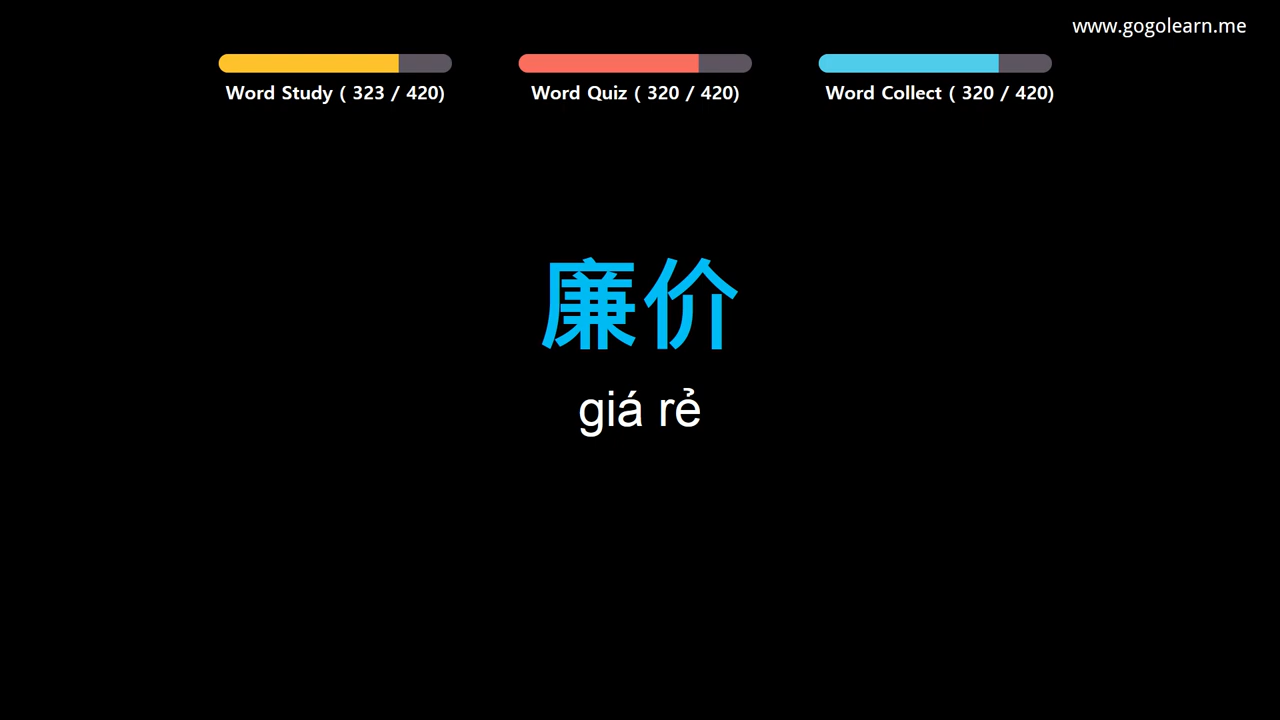 www.gogolearn.me
Word Study ( 323 / 420)
Word Quiz ( 320 / 420)
Word Collect ( 320 / 420)
廉价
giá rẻ